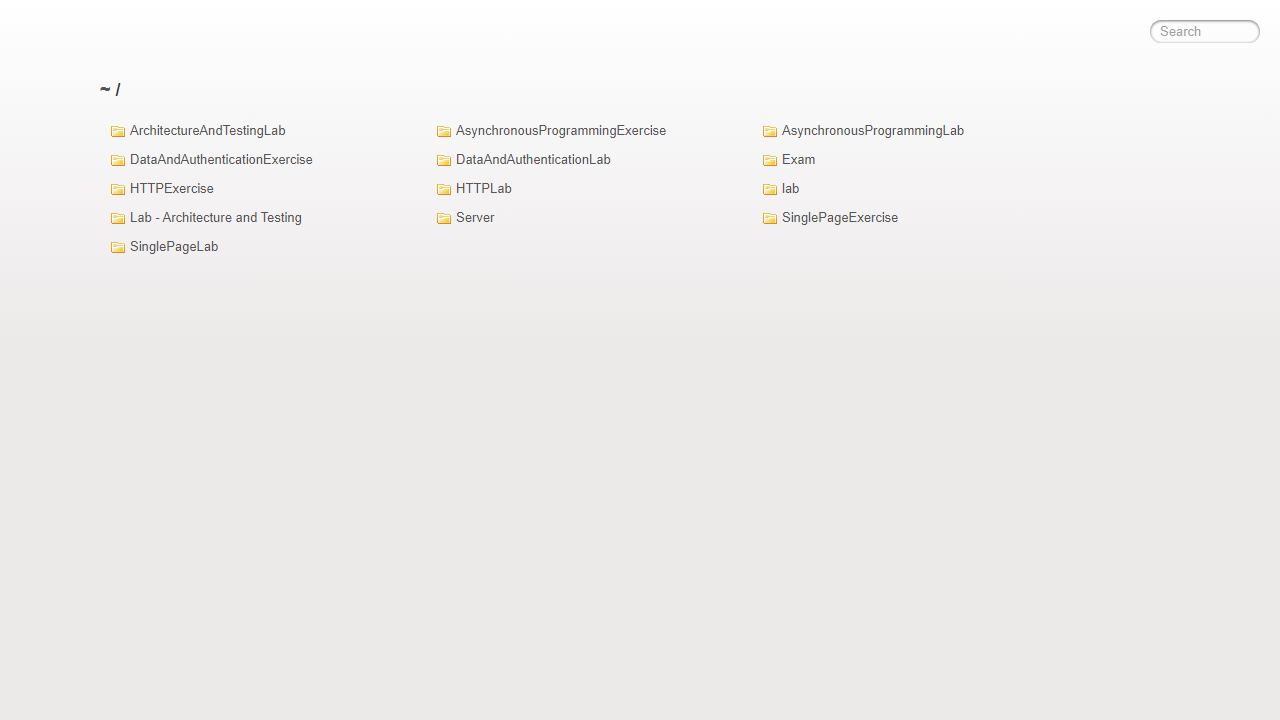 Search
~ /
ArchitectureAndTestingLab
AsynchronousProgrammingExercise
AsynchronousProgrammingLab
DataAndAuthenticationExercise
DataAndAuthenticationLab
Exam
HTTPExercise
HTTPLab
lab
Lab - Architecture and Testing
Server
SinglePageExercise
SinglePageLab